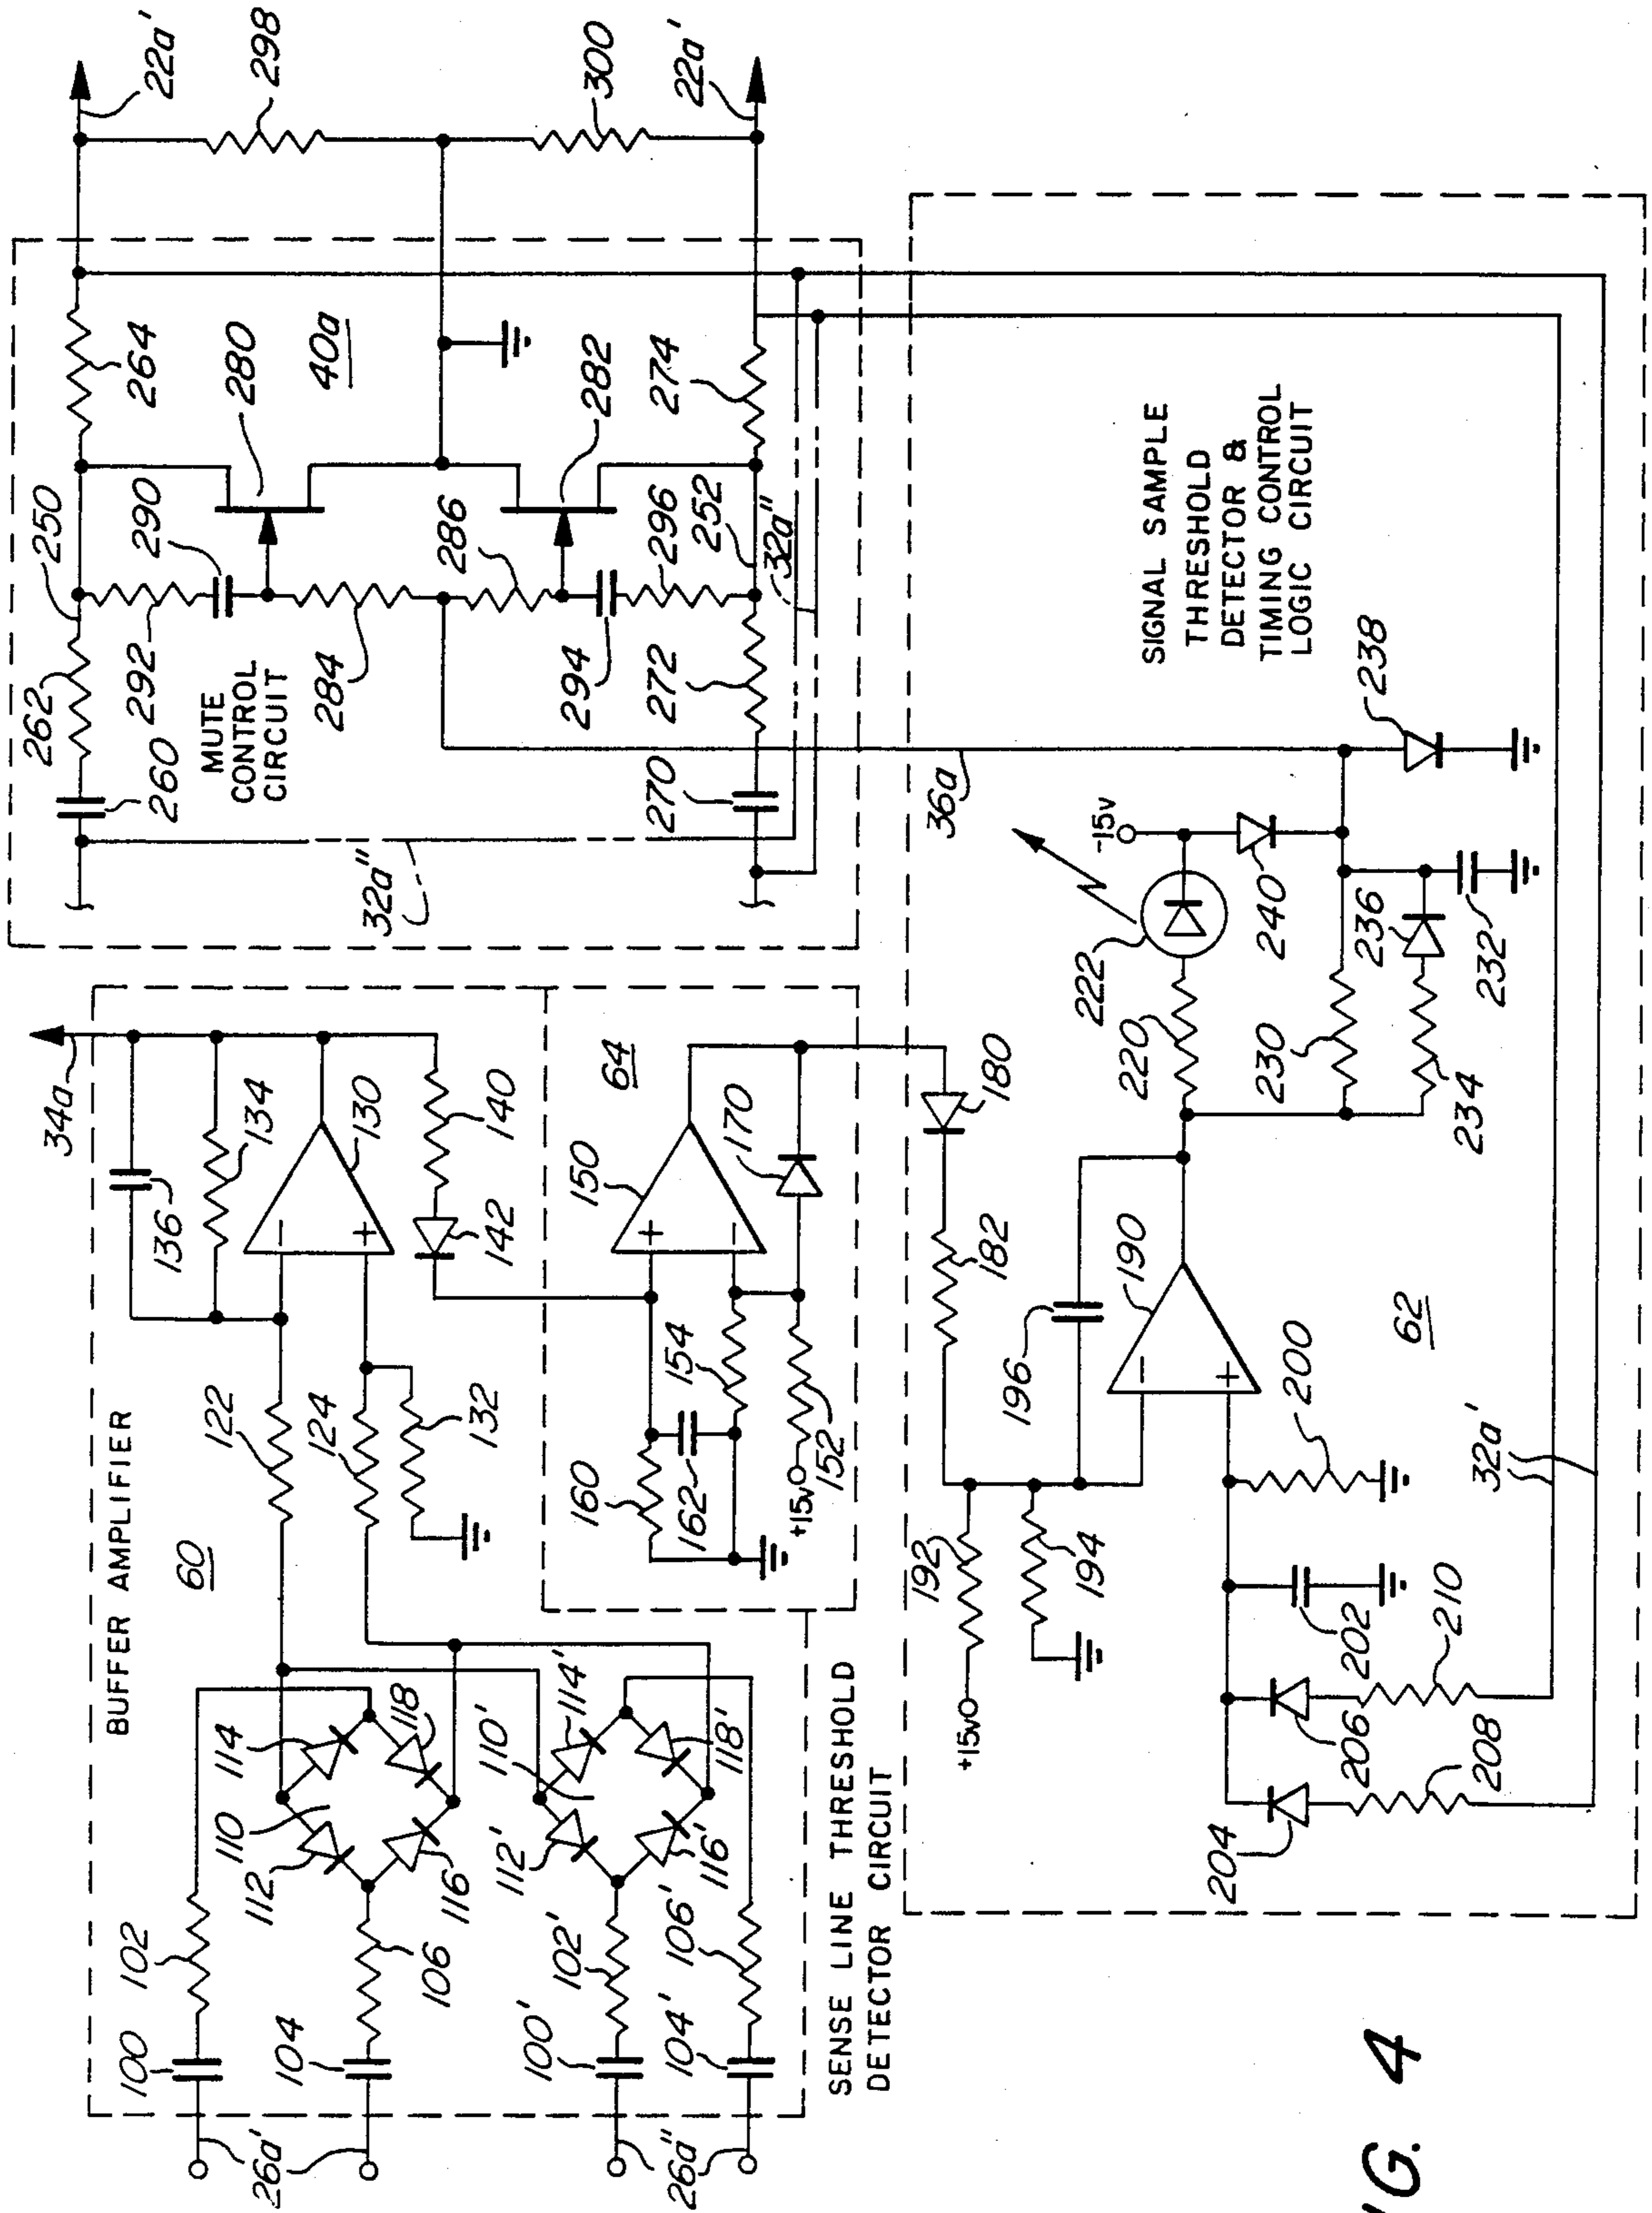 34a
22a'
298
300
22a'
264
280
40a
282
274
250
290
286
296
252
32a"
262
292
284
294
272
260
MUTE
CONTROL
CIRCUIT
270
32a"
36a
136
134
130
140
142
64
150
170
180
182
122
124
132
160
162
154
+15v
152
BUFFER AMPLIFIER
60
100
102
104
106
110
112
114
116
118
100'
102'
104'
106'
110'
112'
114'
116'
118'
26a'
26a"
SENSE LINE THRESHOLD
DETECTOR CIRCUIT
SIGNAL SAMPLE
THRESHOLD
DETECTOR &
TIMING CONTROL
LOGIC CIRCUIT
238
-15v
240
222
220
236
232
230
234
196
190
200
62
32a'
192
+15v
194
202
210
206
208
204
'G. 4